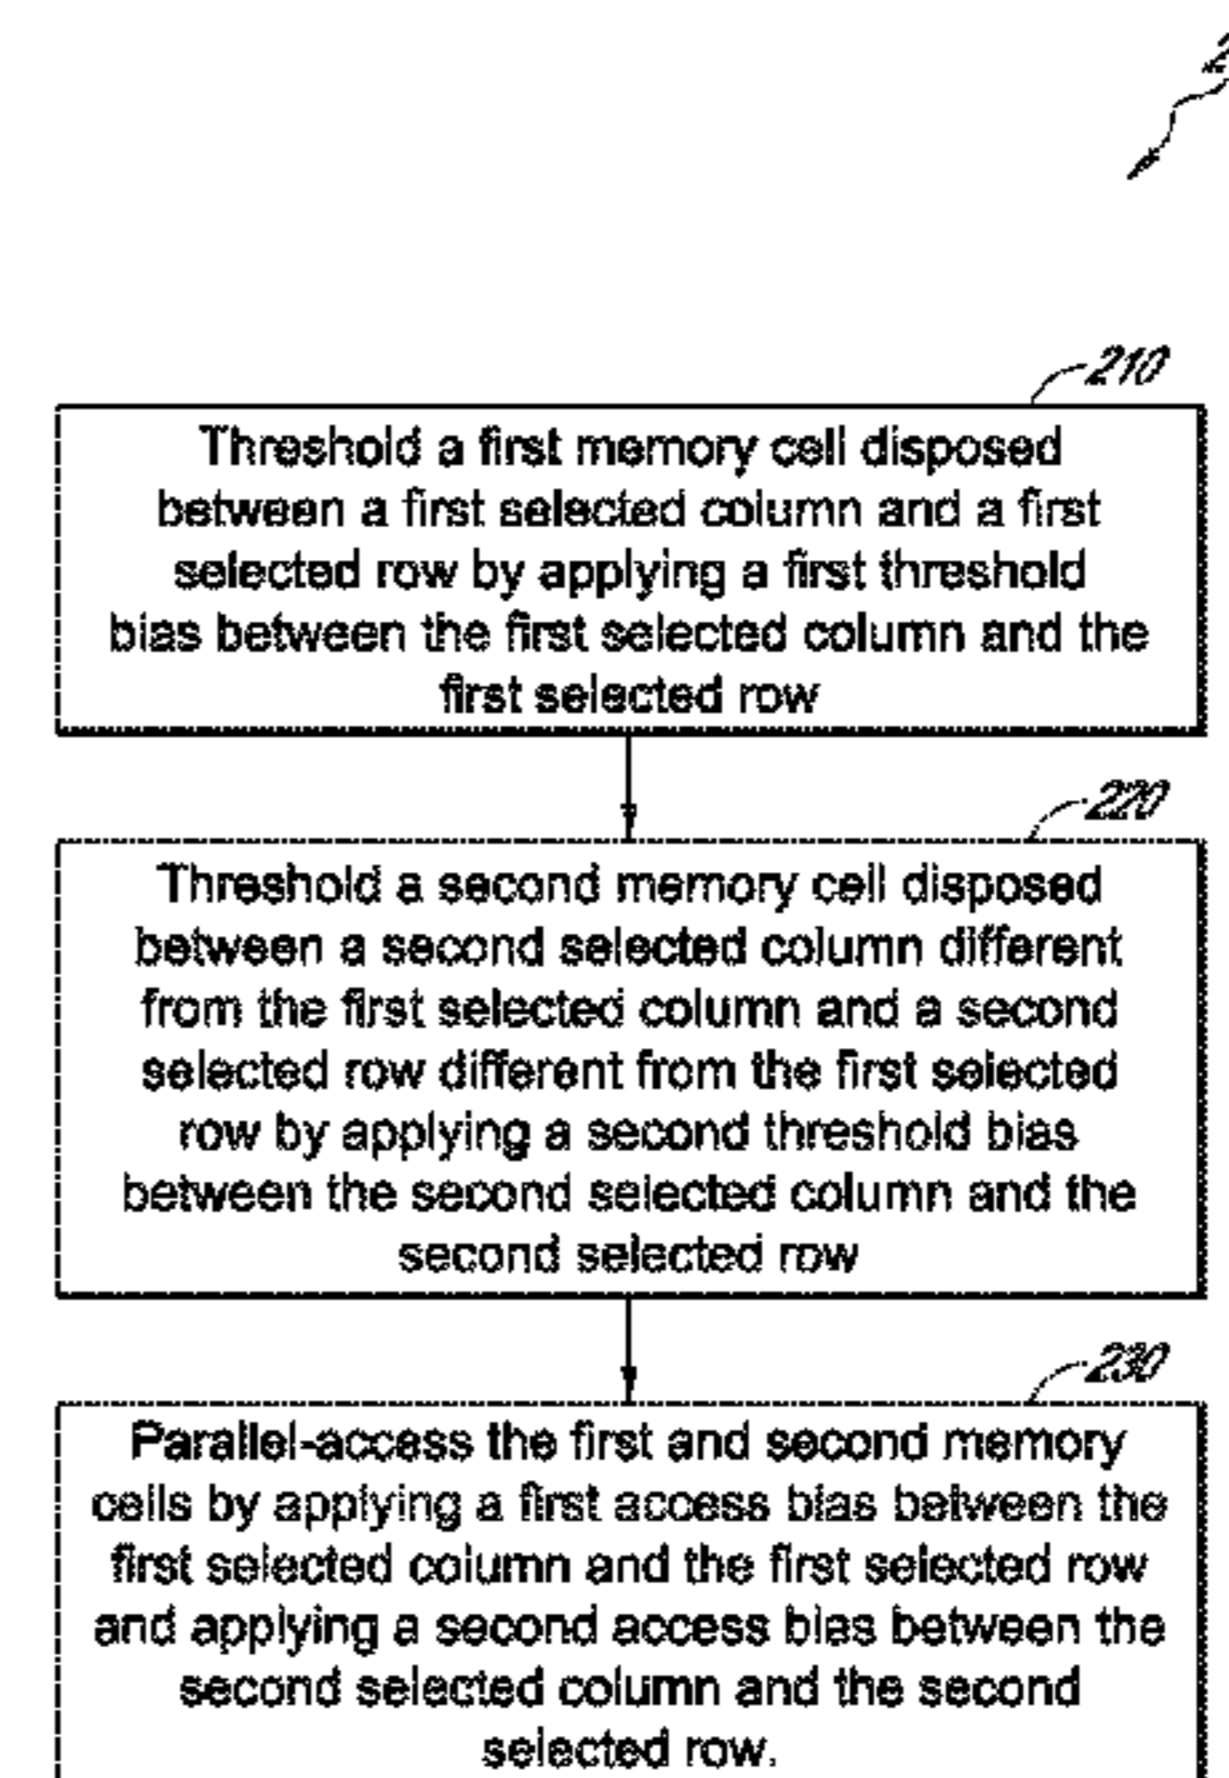 210
Threshold a first memory cell disposed
between a first selected column and a first
selected row by applying a first threshold
bias between the first selected column and the
first selected row
220
Threshold a second memory cell disposed
between a second selected column different
from the first selected column and a second
selected row different from the first selected
row by applying a second threshold bias
between the second selected column and the
second selected row
230
Parallel-access the first and second memory
cells by applying a first access bias between the
first selected column and the first selected row
and applying a second access bias between the
second selected column and the second
selected row.